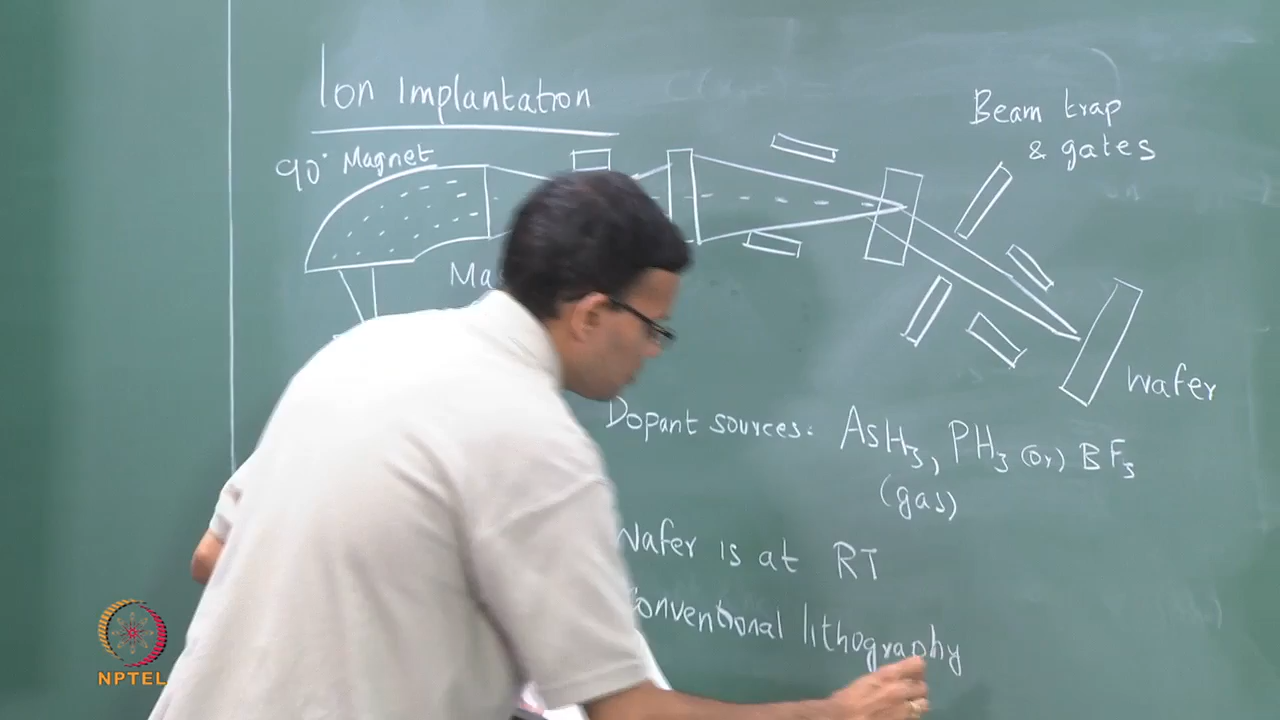 Ion Implantation
90° Magnet
Beam trap
& gates
Wafer
Dopant sources: AsH3, PH3 (or) BF3
(gas)
Wafer is at RT
Conventional lithography
NPTEL